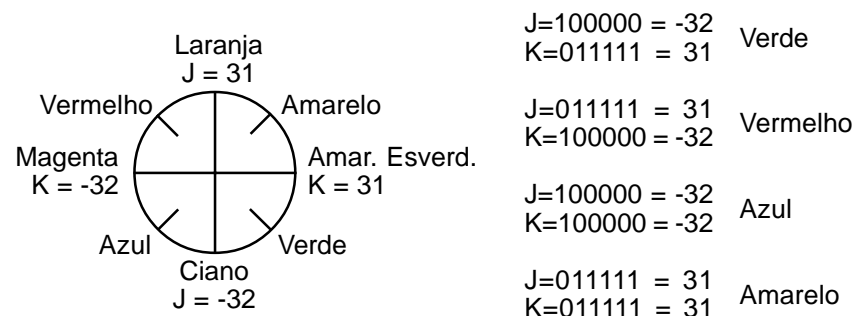 Laranja
J = 31
Vermelho
Amarelo
Magenta
K = -32
Amar. Esverd.
K = 31
Azul
Verde
Ciano
J = -32
J=100000 = -32
K=011111 = 31
Verde
J=011111 = 31
K=100000 = -32
Vermelho
J=100000 = -32
K=100000 = -32
Azul
J=011111 = 31
K=011111 = 31
Amarelo